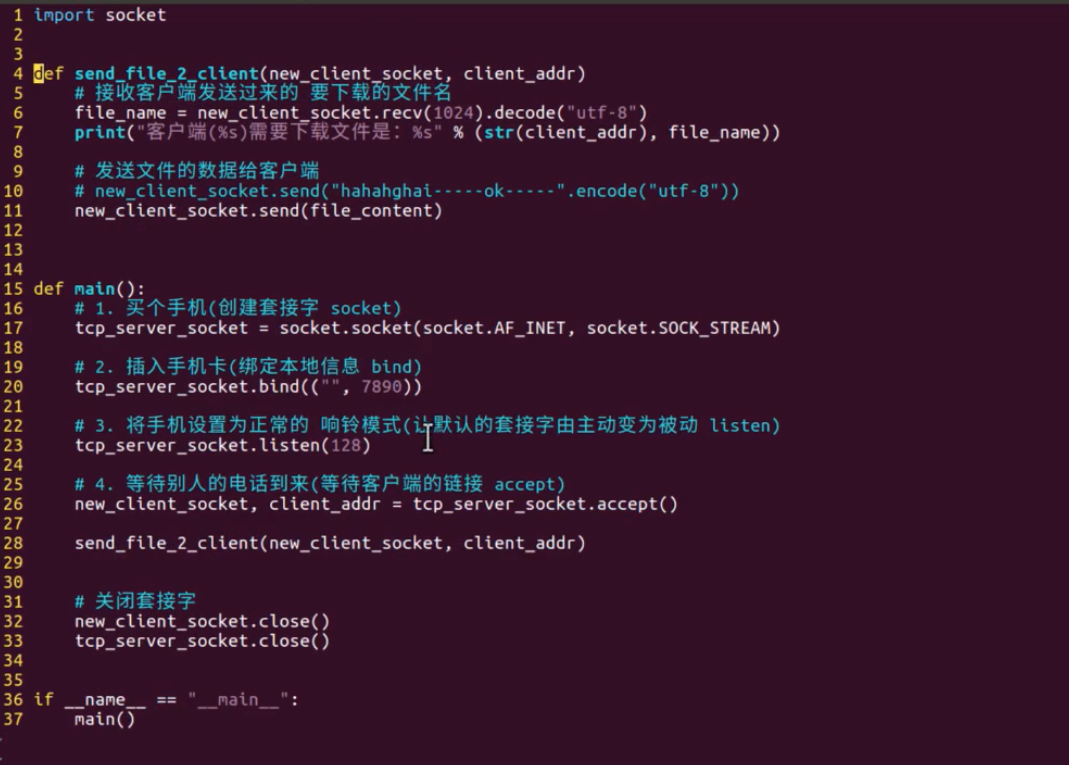 1 import socket
2
3
4 def send_file_2_client(new_client_socket, client_addr)
5     # 接收客户端发送过来的 要下载的文件名
6     file_name = new_client_socket.recv(1024).decode("utf-8")
7     print("客户端(%s)需要下载文件是：%s" % (str(client_addr), file_name))
8
9     # 发送文件的数据给客户端
10     # new_client_socket.send("hahahghai-----ok-----".encode("utf-8"))
11     new_client_socket.send(file_content)
12
13
14
15 def main():
16     # 1. 买个手机(创建套接字 socket)
17     tcp_server_socket = socket.socket(socket.AF_INET, socket.SOCK_STREAM)
18
19     # 2. 插入手机卡(绑定本地信息 bind)
20     tcp_server_socket.bind(("", 7890))
21
22     # 3. 将手机设置为正常的 响铃模式(让默认的套接字由主动变为被动 listen)
23     tcp_server_socket.listen(128)
24
25     # 4. 等待别人的电话到来(等待客户端的链接 accept)
26     new_client_socket, client_addr = tcp_server_socket.accept()
27
28     send_file_2_client(new_client_socket, client_addr)
29
30
31     # 关闭套接字
32     new_client_socket.close()
33     tcp_server_socket.close()
34
35
36 if __name__ == "__main__":
37     main()